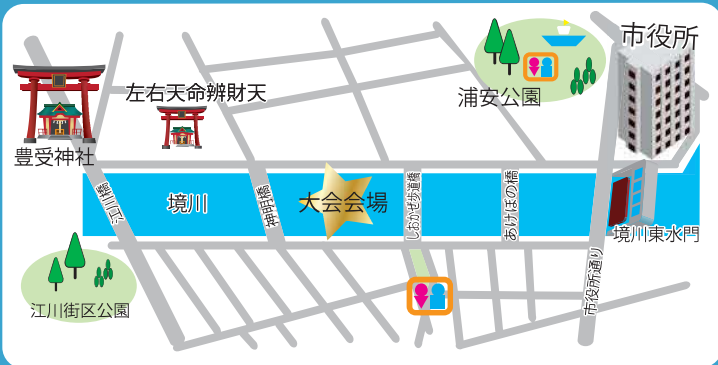 市役所
浦安公園
左右天命辨財天
豊受神社
江川橋
境川
神明橋
大会会場
しおかぜ歩道橋
あけぼの橋
境川東水門
市役所通り
江川街区公園